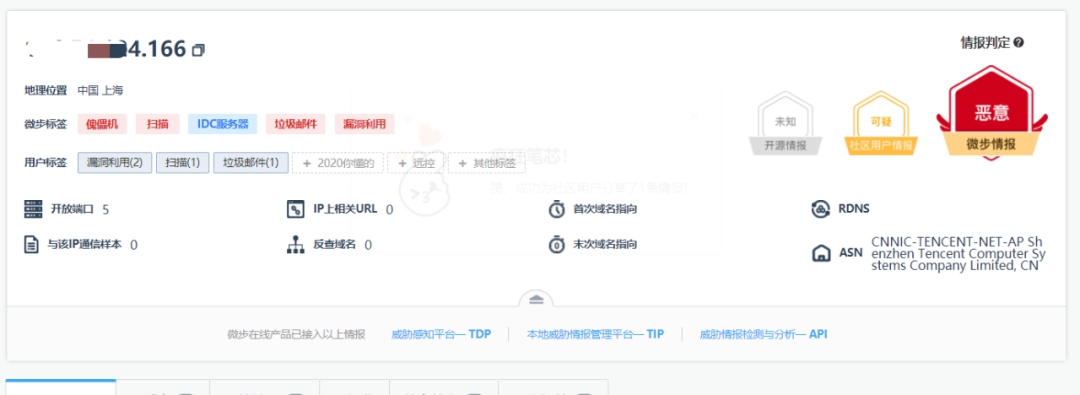 4.166
情报判定
地理位置 中国 上海
微步标签 傀儡机 扫描 IDC服务器 垃圾邮件 漏洞利用
用户标签 漏洞利用(2) 扫描(1) 垃圾邮件(1) + 2020你懂的 + 远控 + 其他标签
未知
开源情报
可疑
社区用户情报
恶意
微步情报
开放端口 5
IP上相关URL 0
首次域名指向
RDNS
与该IP通信样本 0
反查域名 0
末次域名指向
ASN
CNNIC-TENCENT-NET-AP Sh
enzhen Tencent Computer Sy
stems Company Limited, CN
微步在线产品已接入以上情报 威胁感知平台— TDP 本地威胁情报管理平台— TIP 威胁情报检测与分析— API